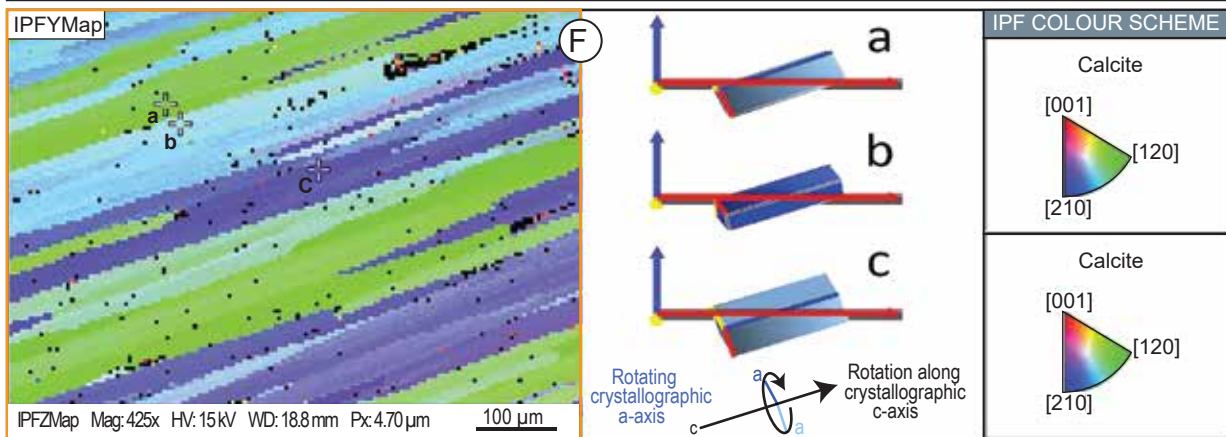 IPFYMap
a
b
C
IPFZMap Mag: 425x HV: 15 kV WD: 18.8 mm Px: 4.70 µm 100 µm
F
a
b
c
Rotating
crystallographic
a-axis
a
c
a
Rotation along
crystallographic
c-axis
IPF COLOUR SCHEME
Calcite
[001]
[120]
[210]
Calcite
[001]
[120]
[210]